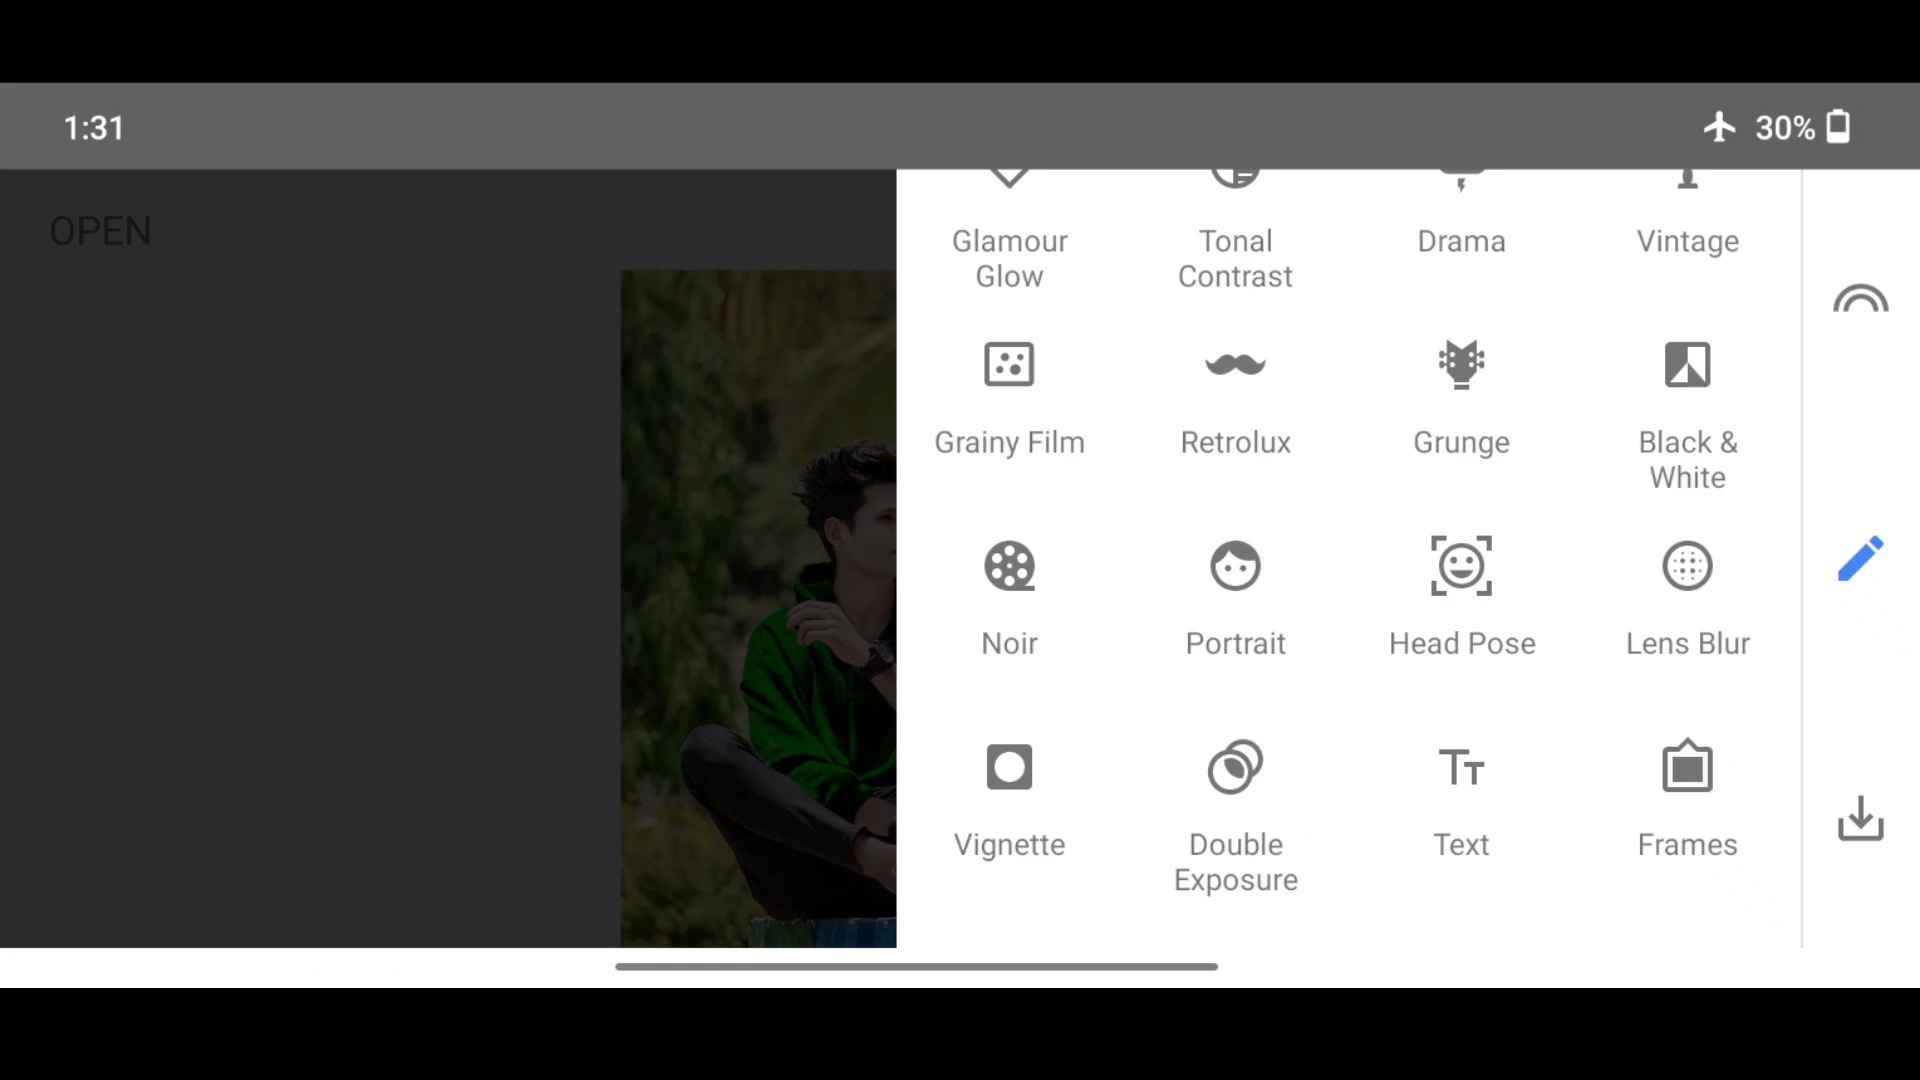 1:31
30%
OPEN
Glamour
Glow
Tonal
Contrast
Drama
Vintage
Grainy Film
Retrolux
Grunge
Black &
White
Noir
Portrait
Head Pose
Lens Blur
Vignette
Double
Exposure
Text
Frames